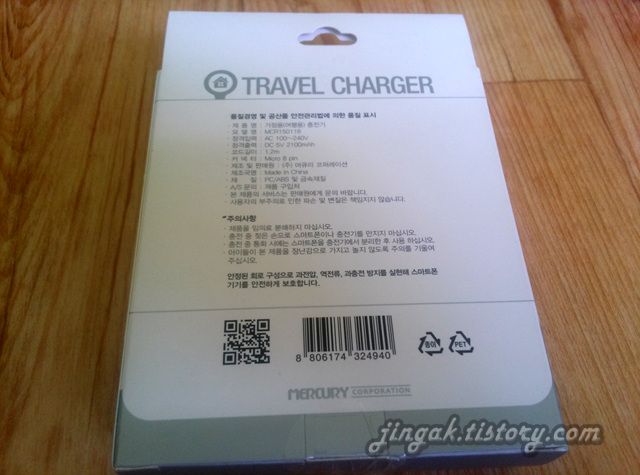 TRAVEL CHARGER
품질경영 및 공산품 안전관리법에 의한 품질 표시
· 제 품 명 : 가정용(여행용) 충전기
· 모 델 명 : MCR150118
· 정격입력 : AC 100~240V
· 정격출력 : DC 5V 2100mA/h
· 코드길이 : 1.2m
· 커 넥 터 : Micro 8 pin
· 제조 및 판매원 : (주) 머큐리 코퍼레이션
· 제조국명 : Made In China
· 재 질 : PC/ABS 및 금속재질
· A/S 문의 : 제품 구입처
· 본 제품의 서비스는 판매원에게 문의 바랍니다.
· 사용자의 부주의로 인한 파손 및 변질은 책임지지 않습니다.
"주의사항
· 제품을 임의로 분해하지 마십시오.
· 충전 중 젖은 손으로 스마트폰이나 충전기를 만지지 마십시오.
· 충전 중 통화 시에는 스마트폰을 충전기에서 분리한 후 사용 하십시오.
· 아이들이 본 제품을 장난감으로 가지고 놀지 않도록 주의를 기울여
주십시오.
안정된 회로 구성으로 과전압, 역전류, 과충전 방지를 실현해 스마트폰
기기를 안전하게 보호합니다.
8 806174 324940
종이
PET
MERCURY CORPORATION
jingak.tistory.com